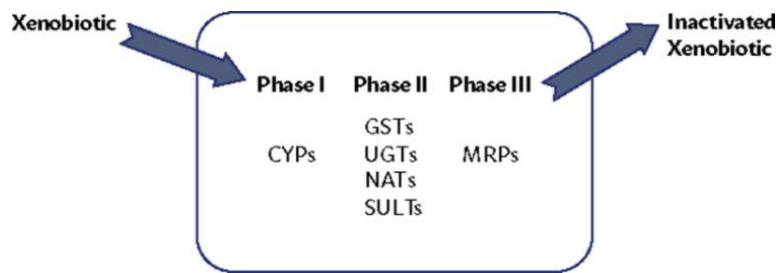 Xenobiotic
Inactivated
Xenobiotic
Phase I Phase II Phase III
GSTs
CYPs UGTs MRPs
NATs
SULTs